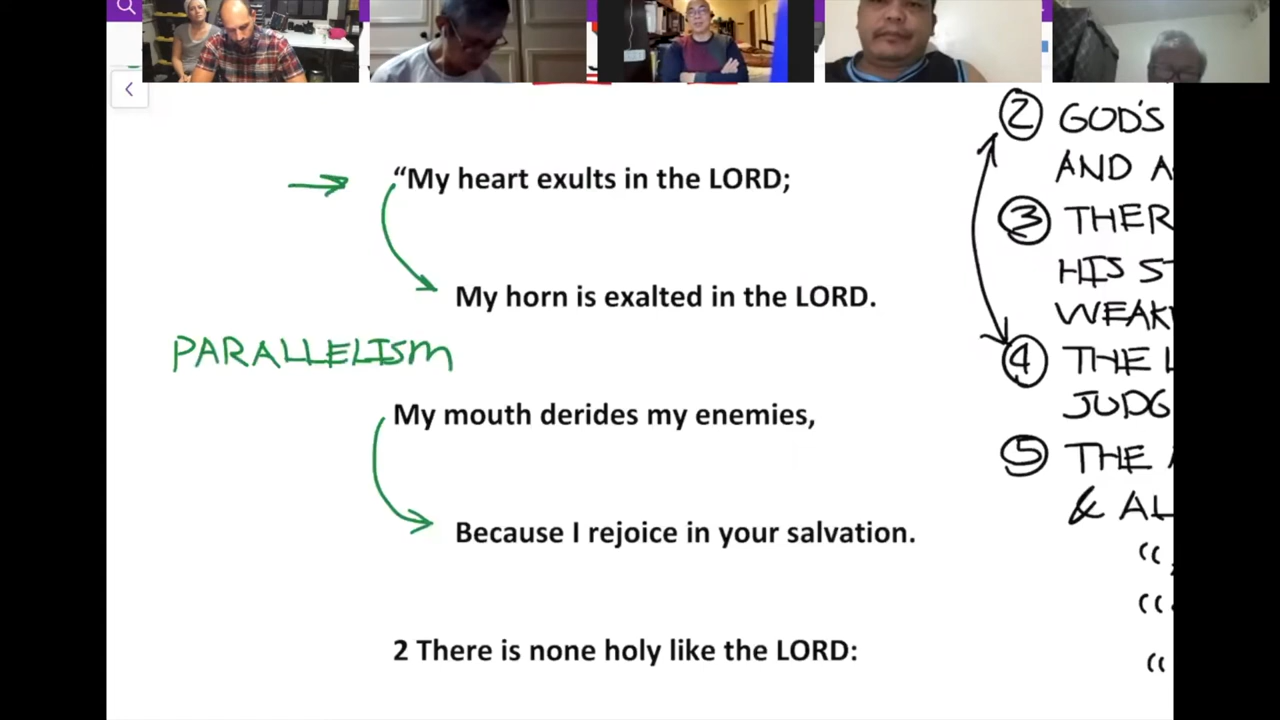 “My heart exults in the LORD;
My horn is exalted in the LORD.
PARALLELISM
My mouth derides my enemies,
Because I rejoice in your salvation.
2 There is none holy like the LORD:
② GOD'S
AND A
③ THER
HIS ST
WEAK
④ THE L
JUDG
⑤ THE
& AL
“
“
“